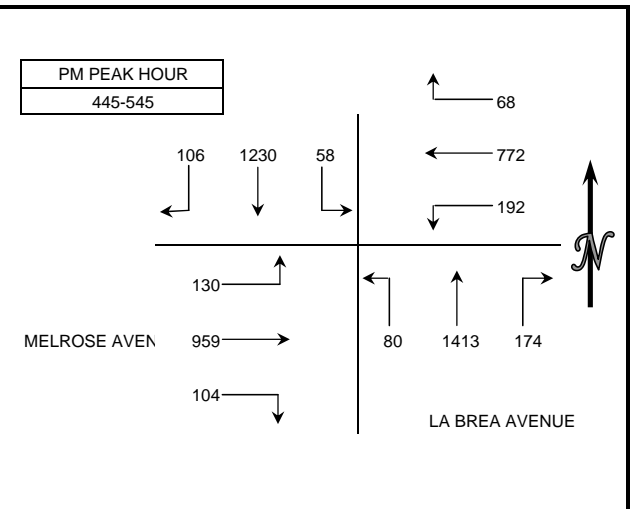 PM PEAK HOUR
445-545
68
106 1230 58
772
192
N
130
MELROSE AVEN 959
80 1413 174
104
LA BREA AVENUE